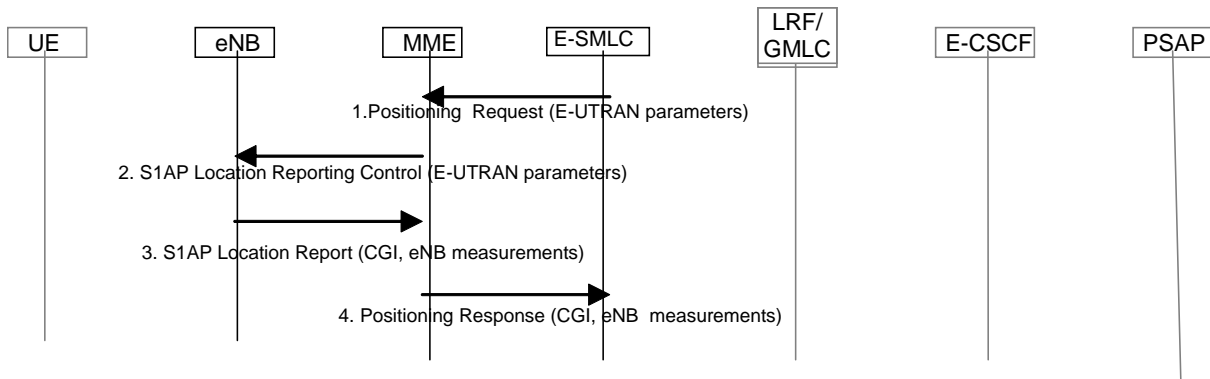 UE
eNB
MME
E-SMLC
LRF/
GMLC
E-CSCF
PSAP
1.Positioning Request (E-UTRAN parameters)
2. S1AP Location Reporting Control (E-UTRAN parameters)
3. S1AP Location Report (CGI, eNB measurements)
4. Positioning Response (CGI, eNB measurements)